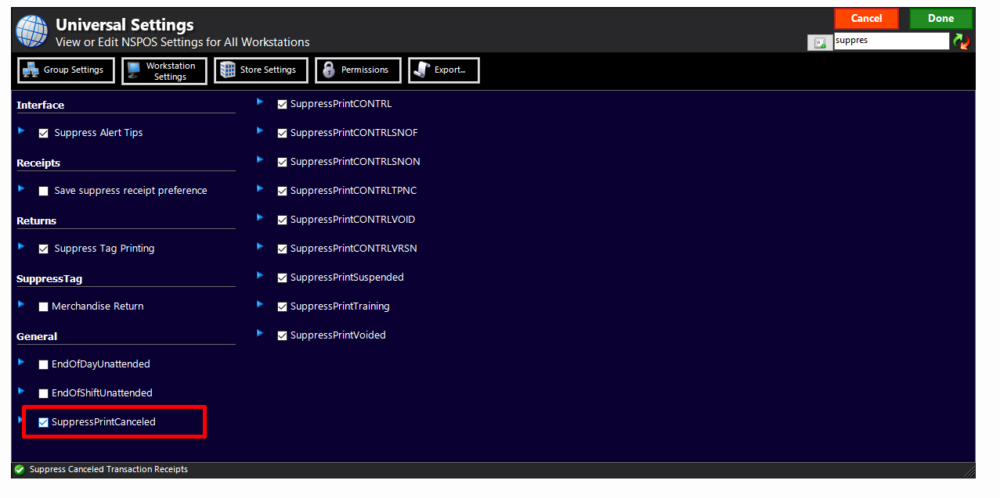 Universal Settings
View or Edit NSPOS Settings for All Workstations
Cancel
Done
suppres
Group Settings
Workstation
Settings
Store Settings
Permissions
Export...
Interface
Suppress Alert Tips
Receipts
Save suppress receipt preference
Returns
Suppress Tag Printing
SuppressTag
Merchandise Return
General
EndOfDayUnattended
EndOfShiftUnattended
SuppressPrintCanceled
SuppressPrintCONTRL
SuppressPrintCONTRLSNOF
SuppressPrintCONTRLSNON
SuppressPrintCONTRLTPNC
SuppressPrintCONTRLVOID
SuppressPrintCONTRLVRSN
SuppressPrintSuspended
SuppressPrintTraining
SuppressPrintVoided
Suppress Canceled Transaction Receipts